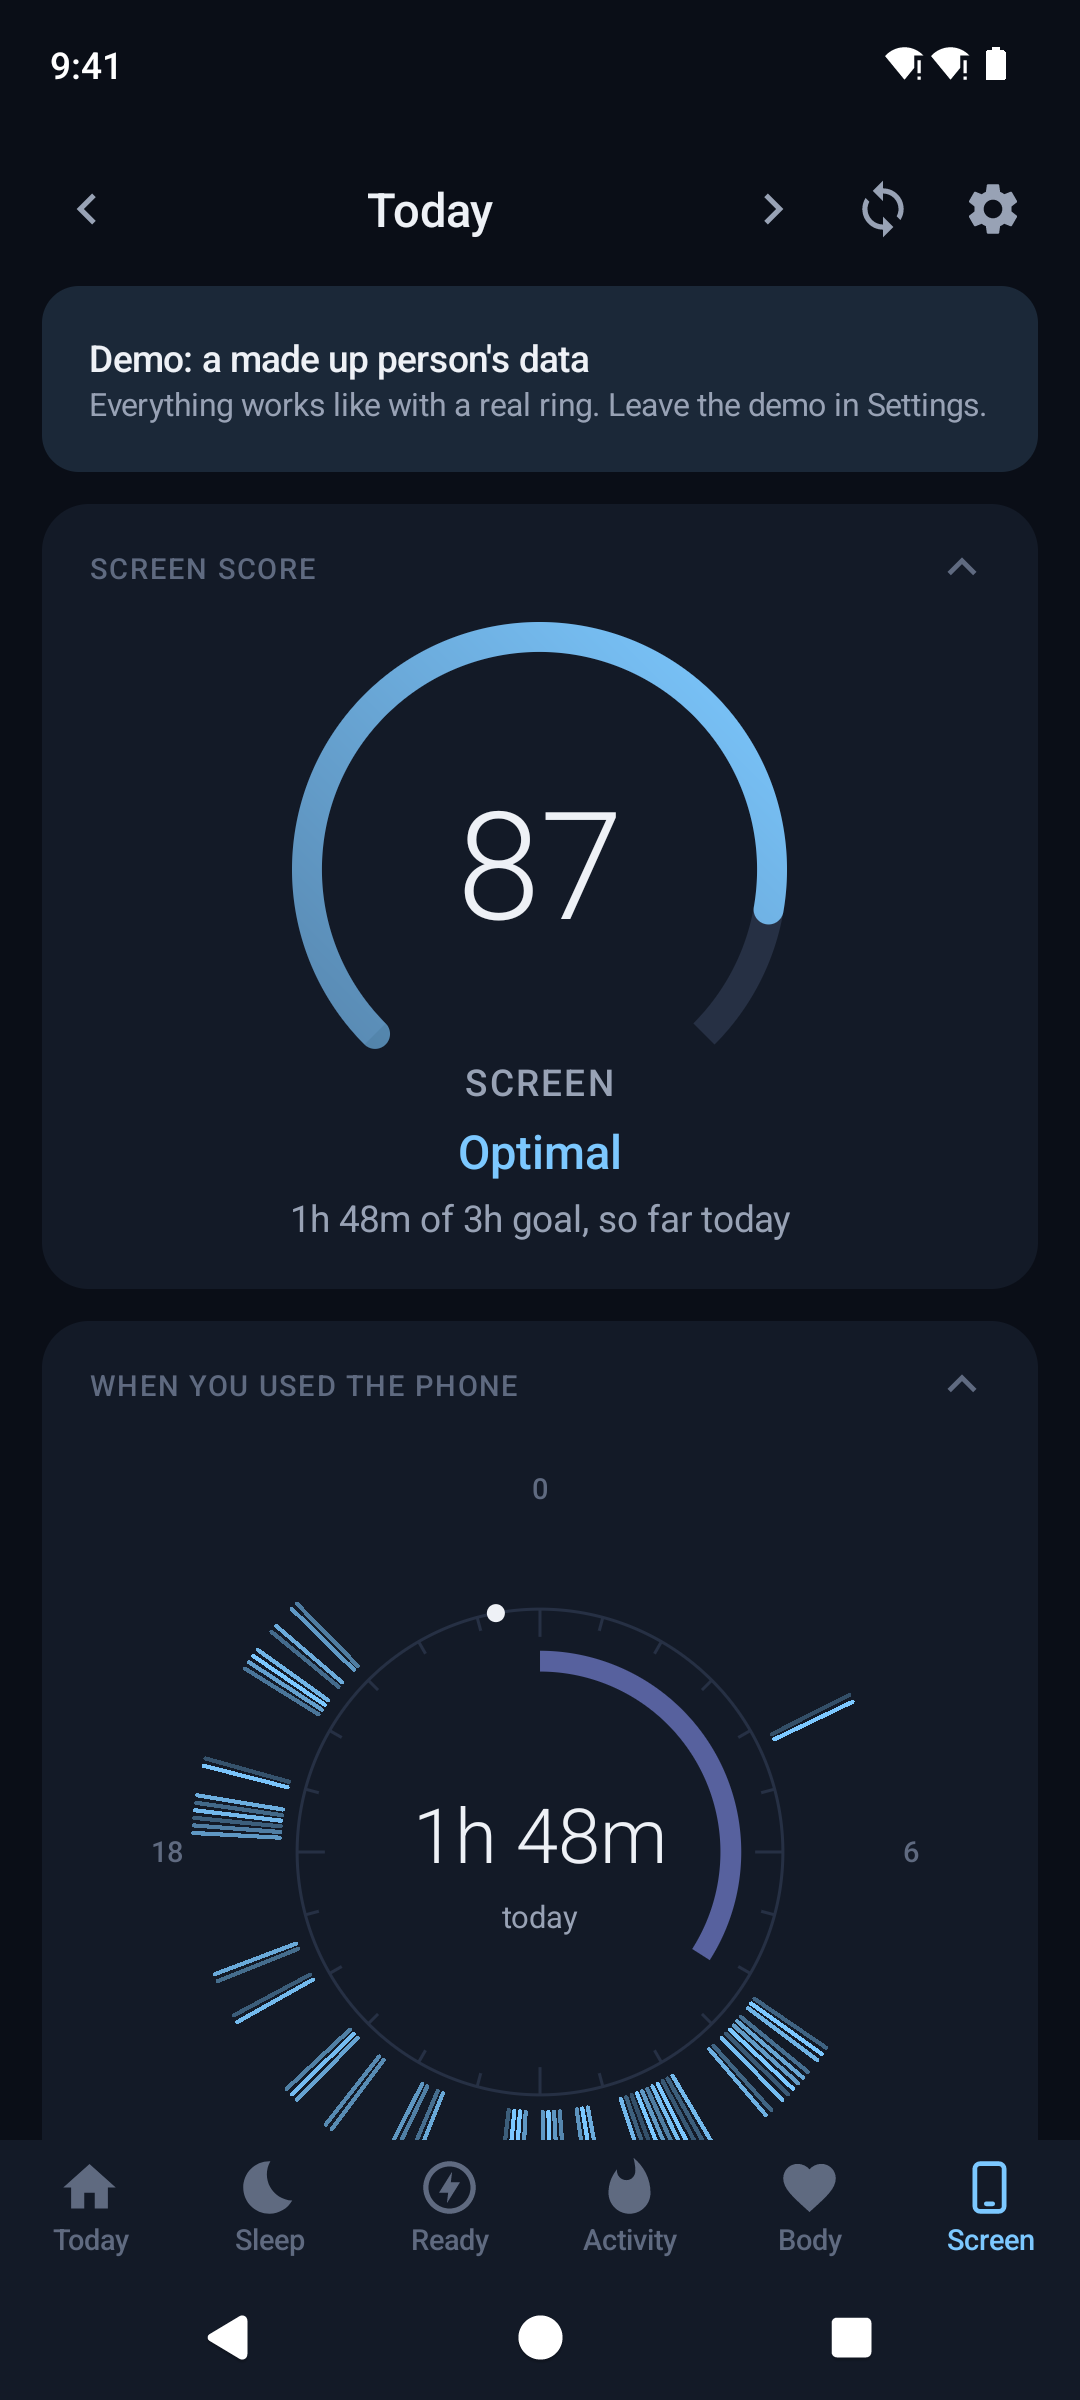 9:41
Today
Demo: a made up person's data
Everything works like with a real ring. Leave the demo in Settings.
SCREEN SCORE
87
SCREEN
Optimal
1h 48m of 3h goal, so far today
WHEN YOU USED THE PHONE
0
18
1h 48m
6
today
Today
Sleep
Ready
Activity
Body
Screen